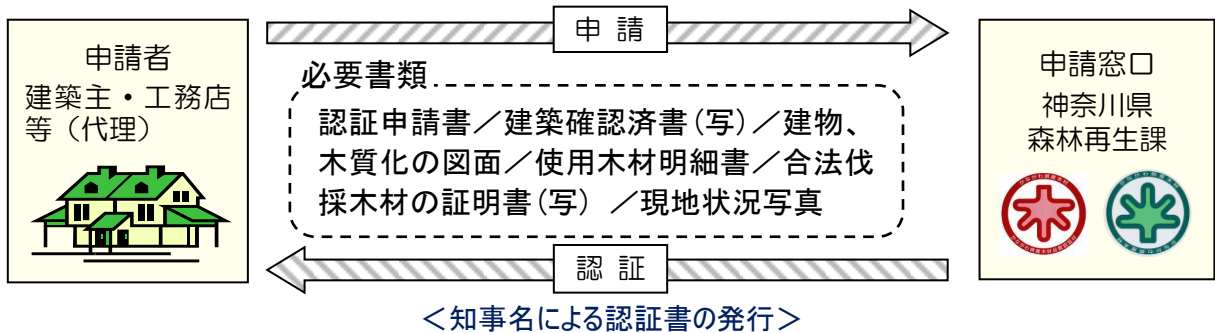 申請者
建築主・工務店
等（代理）
申 請
必要書類
認証申請書／建築確認済書（写）／建物、
木質化の図面／使用木材明細書／合法伐
採木材の証明書（写） ／現地状況写真
認 証
＜知事名による認証書の発行＞
申請窓口
神奈川県
森林再生課